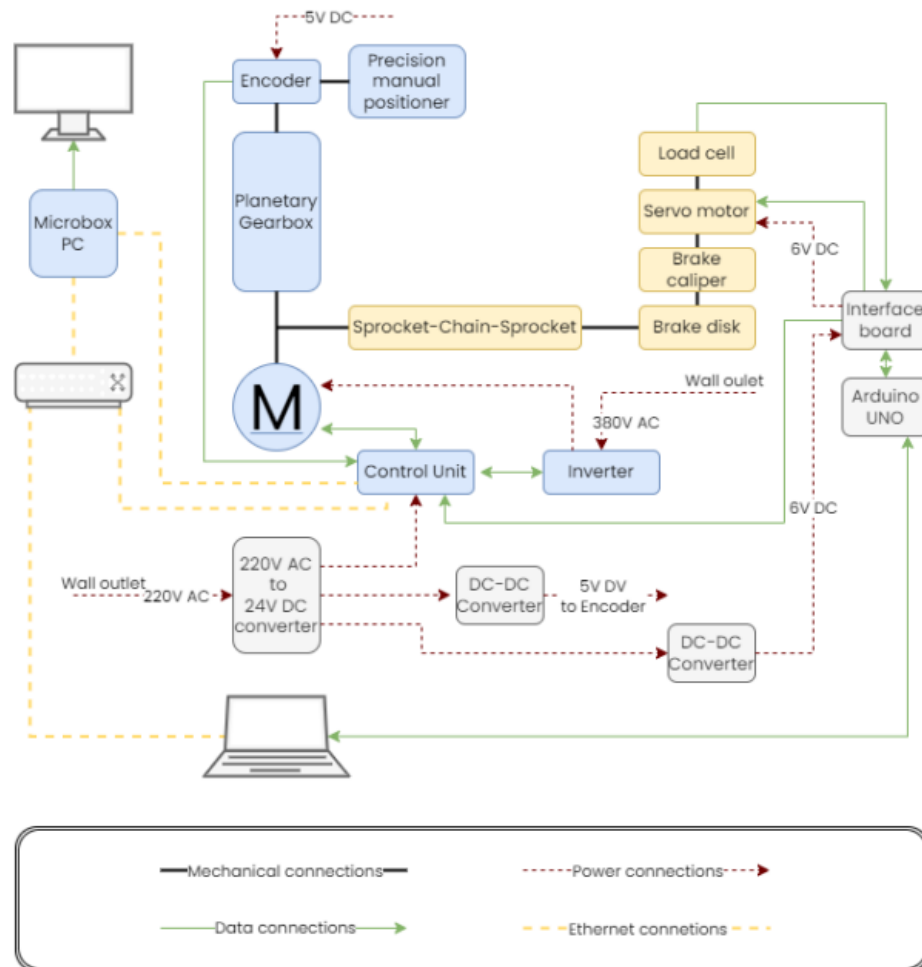 5V DC
Encoder
Precision
manual
positioner
Load cell
Planetary
Gearbox
Microbox
PC
Servo motor
6V DC
Brake
caliper
Sprocket-Chain-Sprocket
Brake disk
Interface
board
M
Wall oulet
380V AC
Arduino
UNO
Control Unit
Inverter
6V DC
Wall outlet
220V AC
220V AC
to
24V DC
converter
DC-DC
Converter
5V DV
to Encoder
DC-DC
Converter
Mechanical connections
Power connections
Data connections
Ethernet connetions